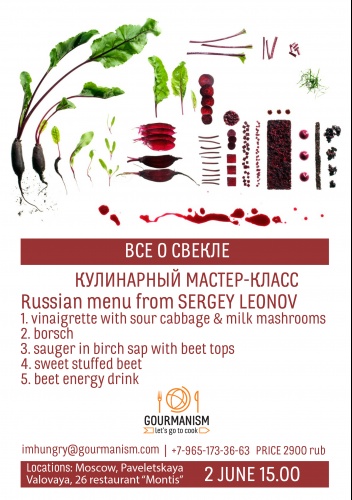 ВСЕ О СВЕКЛЕ
КУЛИНАРНЫЙ МАСТЕР-КЛАСС
Russian menu from SERGEY LEONOV
1. vinaigrette with sour cabbage & milk mashrooms
2. borsch
3. sauger in birch sap with beet tops
4. sweet stuffed beet
5. beet energy drink
GOURMANISM
let's go to cook
imhungry@gourmanism.com | +7-965-173-36-63 PRICE 2900 rub
Locations: Moscow, Paveletskaya
Valovaya, 26 restaurant "Montis"
2 JUNE 15.00